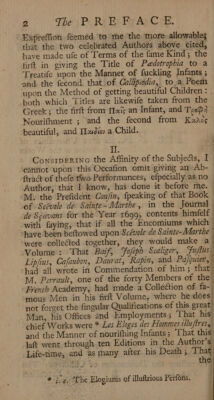 2 The PREFACE.
Expression seemed to me the more allowable;
that the two celebrated Authors above cited,
have made use of Terms of the same Kind; the
first in giving the Title of Pædotrophia to a
Treatise upon the Manner of suckling Infants;
and the second that of Callipædia, to a Poem
upon the Method of getting beautiful Children:
both which Titles are likewise taken from the
Greek; the first from Παῖς an Infant, and Τροφὴ
Nourishment; and the second from Καλὸς
beautiful, and Παιδίον a Child.
II.
CONSIDERING the Affinity of the Subjects, I
cannot upon this Occasion omit giving an Ab-
stract of these two Performances, especially as no
Author, that I know, has done it before me.
M. the President Cousin, speaking of that Book
of Scévole de Sainte-Marthe, in the Journal
de Sçavans for the Year 1699, contents himself
with saying, that if all the Encomiums which
have been bestowed upon Scévole de Sainte-Marthe
were collected together, they would make a
Volume: That Baif, Joseph Scaliger, Justus
Lipsius, Casaubon, Daurat, Rapin, and Pasquier,
had all wrote in Commendation of him; that
M. Perrault, one of the forty Members of the
French Academy, had made a Collection of fa-
mous Men in his first Volume, where he does
not forget the singular Qualifications of this great
Man, his Offices and Employments; That his
chief Works were * Les Eloges des Hommes illustres,
and the Manner of nourishing Infants; That this
last went through ten Editions in the Author's
Life-time, and as many after his Death; That
the
* i. e. The Elogiums of illustrious Persons.